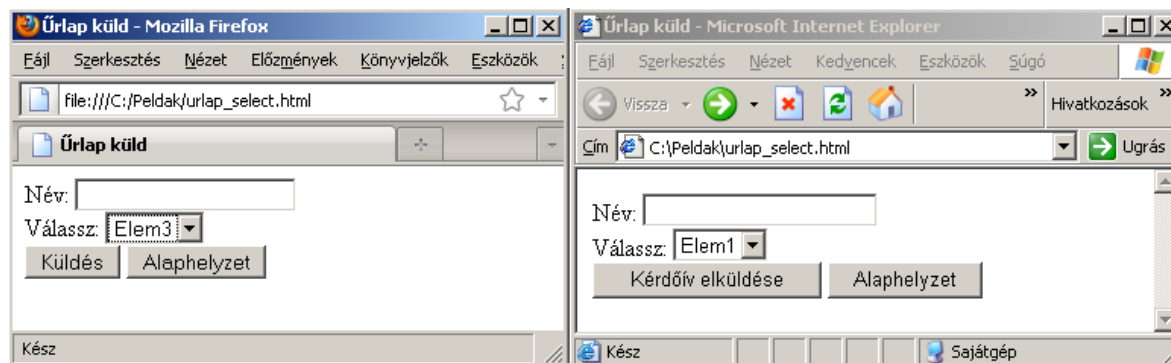 Űrlap küld - Mozilla Firefox
Fájl Szerkesztés Nézet Előzmények Könyvjelzők Eszközök
file:///C:/Peldak/urlap_select.html
Űrlap küld
Név:
Válassz: Elem3
Küldés Alaphelyzet
Kész
Űrlap küld - Microsoft Internet Explorer
Fájl Szerkesztés Nézet Kedvencek Eszközök Súgó
Vissza » Hivatkozások »
Cím C:\Peldak\urlap_select.html Ugrás
Név:
Válassz: Elem1
Kérdőív elküldése Alaphelyzet
Kész Sajátgép